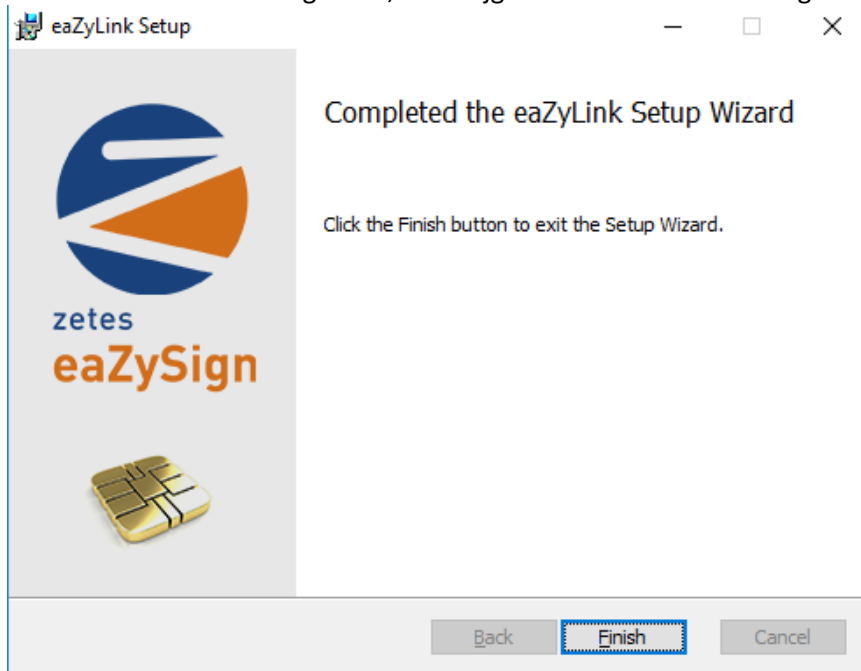 eaZyLink Setup
Completed the eaZyLink Setup Wizard
Click the Finish button to exit the Setup Wizard.
zetes
eaZySign
Back
Finish
Cancel